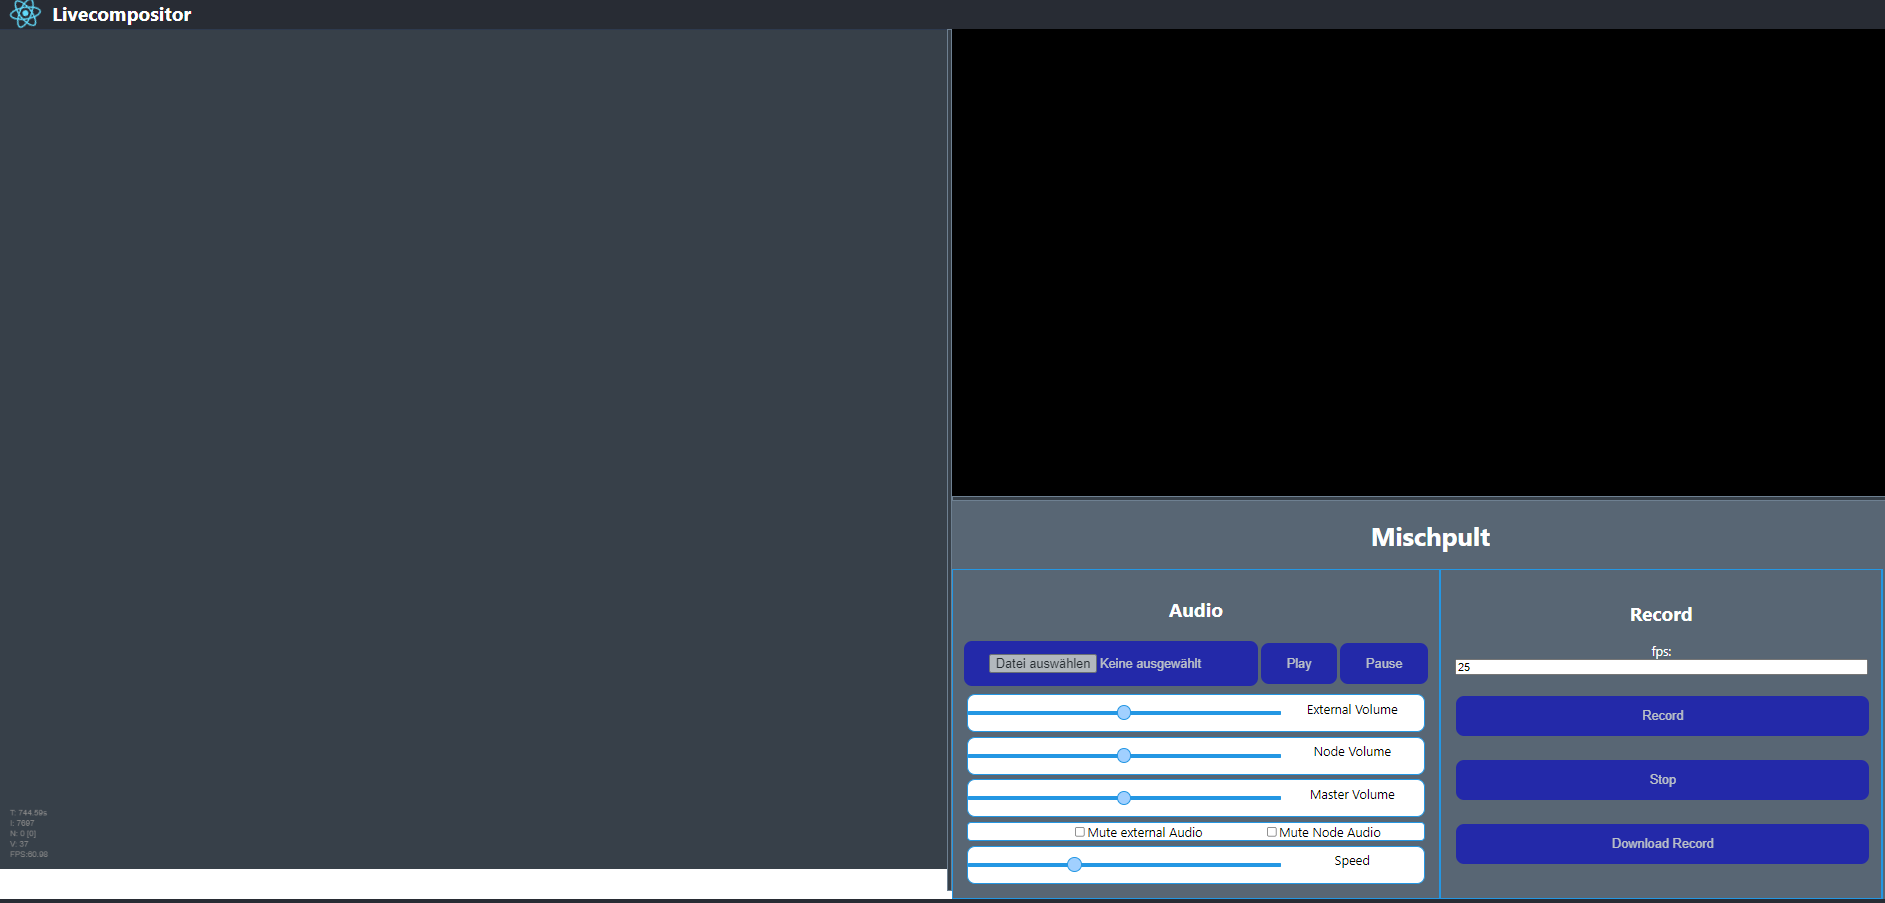 Livecompositor
T: 744.59s
I: 7697
N: 0 [0]
V: 37
FPS:60.98
Mischpult
Audio
Datei auswählen Keine ausgewählt
Play
Pause
External Volume
Node Volume
Master Volume
Mute external Audio
Mute Node Audio
Speed
Record
fps:
25
Record
Stop
Download Record